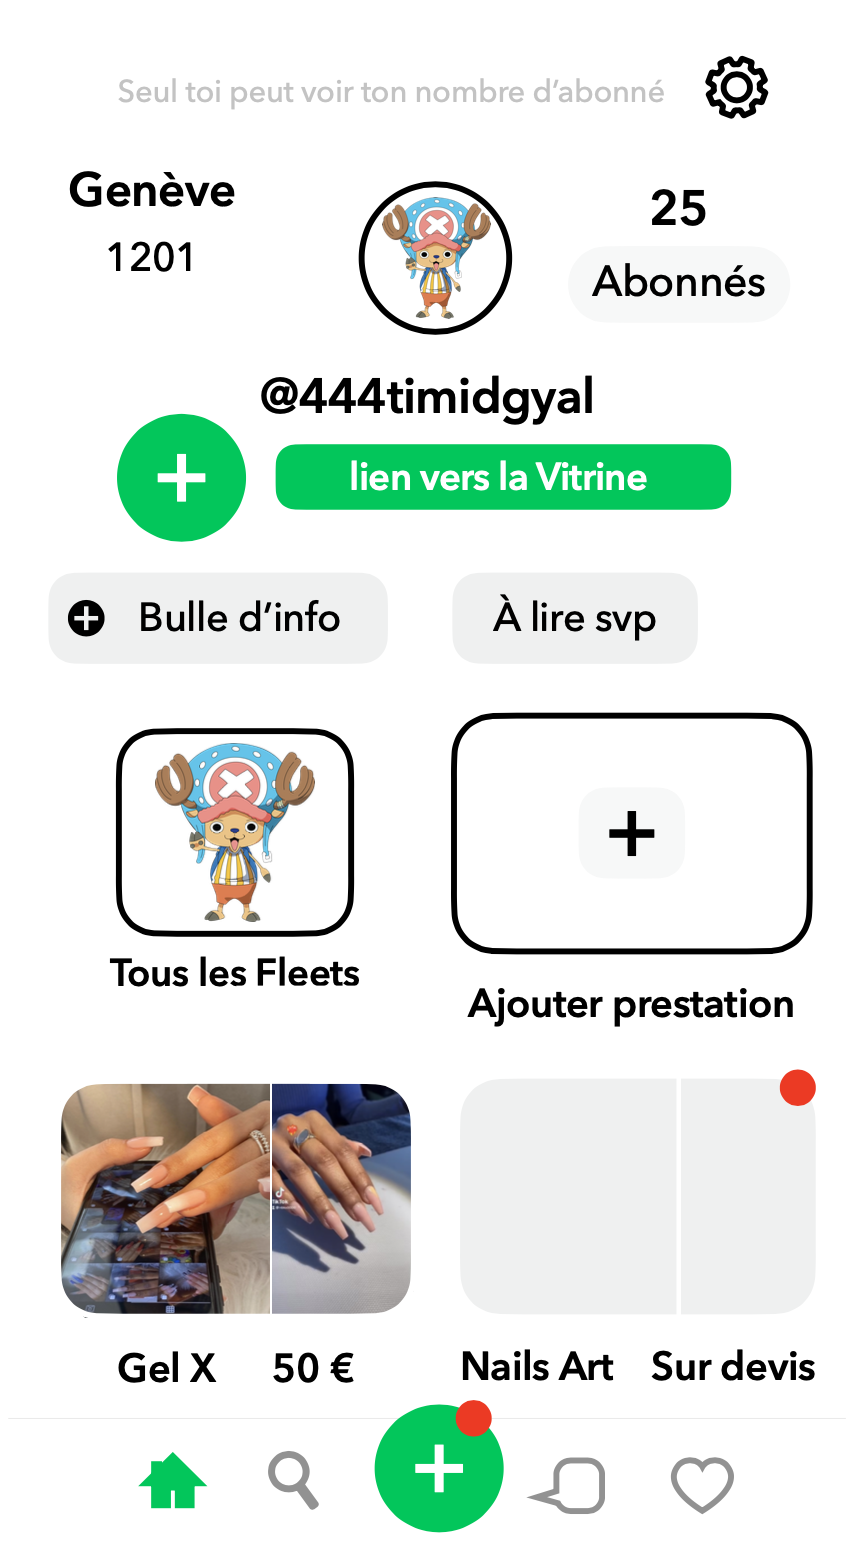 Seul toi peut voir ton nombre d’abonné
Genève
1201
25
Abonnés
@444timidgyal
lien vers la Vitrine
Bulle d’info
À lire svp
Tous les Fleets
Ajouter prestation
TikTok
Gel X 50 €
Nails Art Sur devis